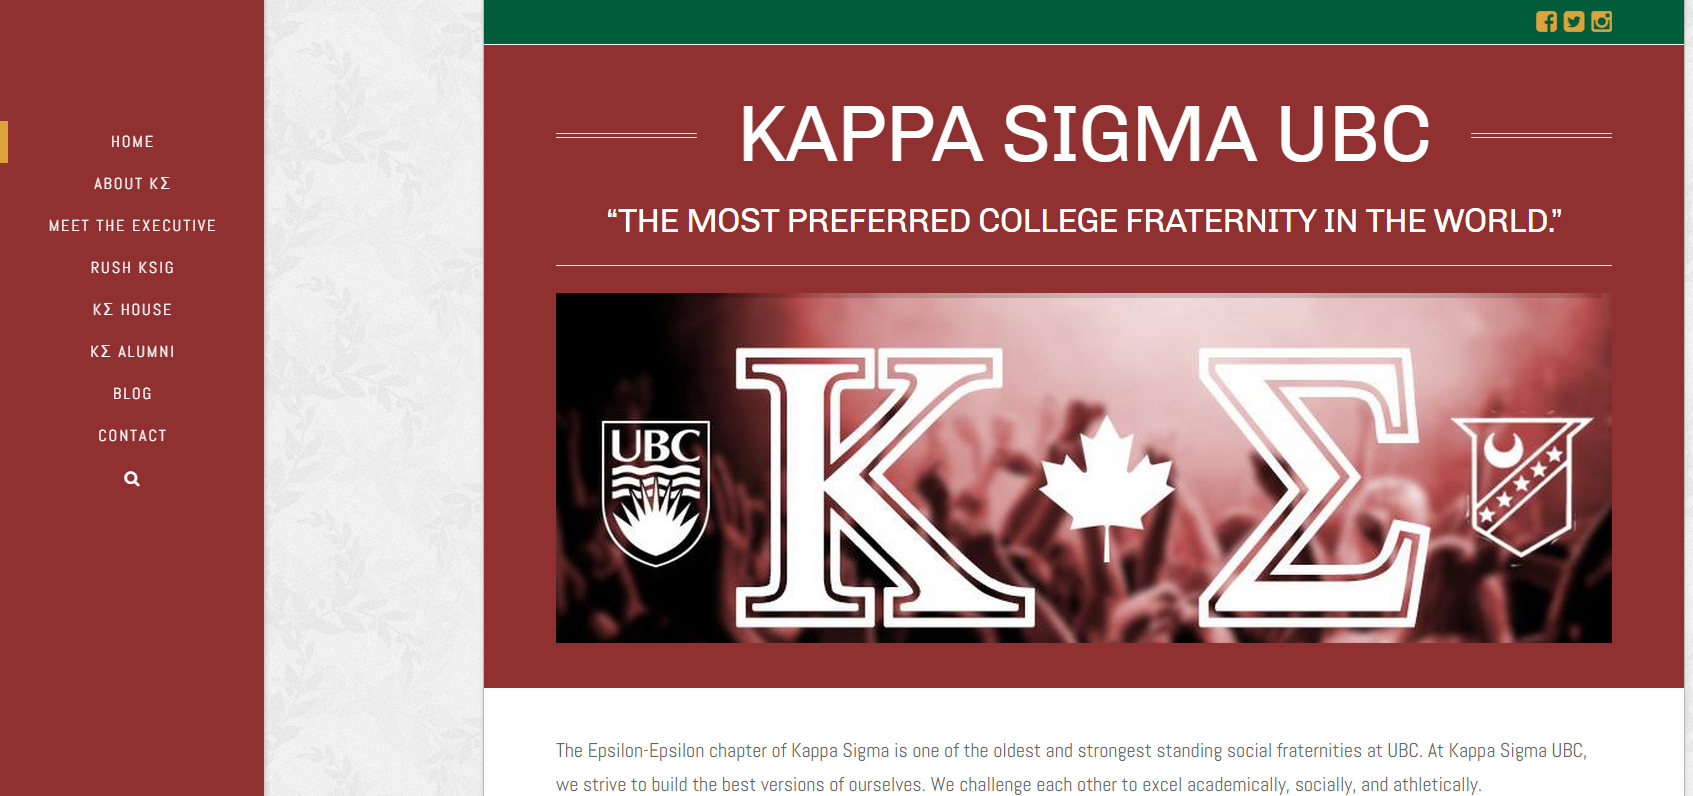 HOME
ABOUT ΚΣ
MEET THE EXECUTIVE
RUSH KSIG
ΚΣ HOUSE
ΚΣ ALUMNI
BLOG
CONTACT
KAPPA SIGMA UBC
“THE MOST PREFERRED COLLEGE FRATERNITY IN THE WORLD.”
UBC
Κ Σ
The Epsilon-Epsilon chapter of Kappa Sigma is one of the oldest and strongest standing social fraternities at UBC. At Kappa Sigma UBC,
we strive to build the best versions of ourselves. We challenge each other to excel academically, socially, and athletically.